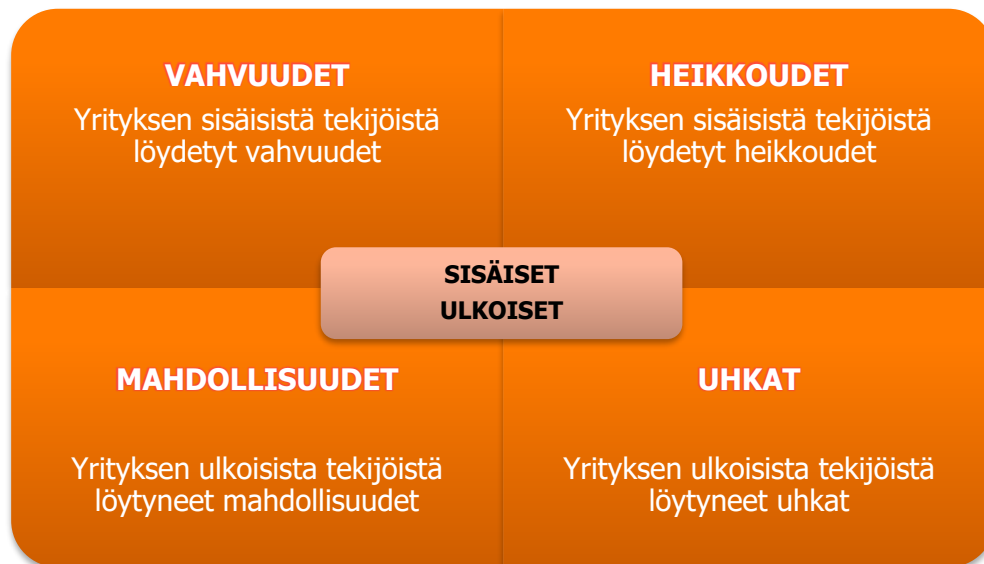 VAHVUUDET
Yrityksen sisäisistä tekijöistä
löydetyt vahvuudet
HEIKKOUDET
Yrityksen sisäisistä tekijöistä
löydetyt heikkoudet
SISÄISET
ULKOISET
MAHDOLLISUUDET
Yrityksen ulkoisista tekijöistä
löytyneet mahdollisuudet
UHKAT
Yrityksen ulkoisista tekijöistä
löytyneet uhkat